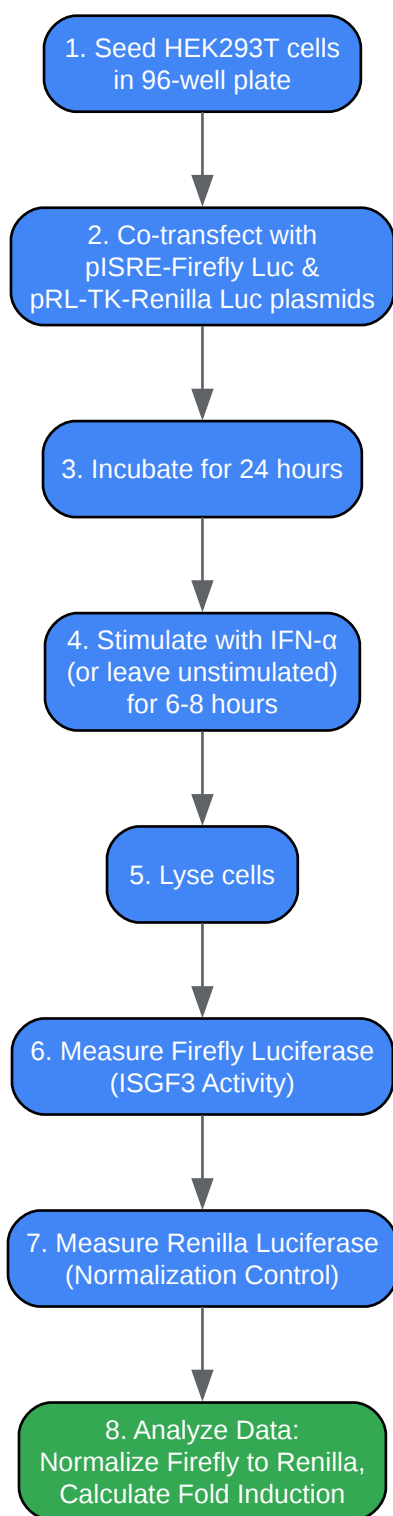 1. Seed HEK293T cells
in 96-well plate
2. Co-transfect with
pISRE-Firefly Luc &
pRL-TK-Renilla Luc plasmids
3. Incubate for 24 hours
4. Stimulate with IFN-α
(or leave unstimulated)
for 6-8 hours
5. Lyse cells
6. Measure Firefly Luciferase
(ISGF3 Activity)
7. Measure Renilla Luciferase
(Normalization Control)
8. Analyze Data:
Normalize Firefly to Renilla,
Calculate Fold Induction